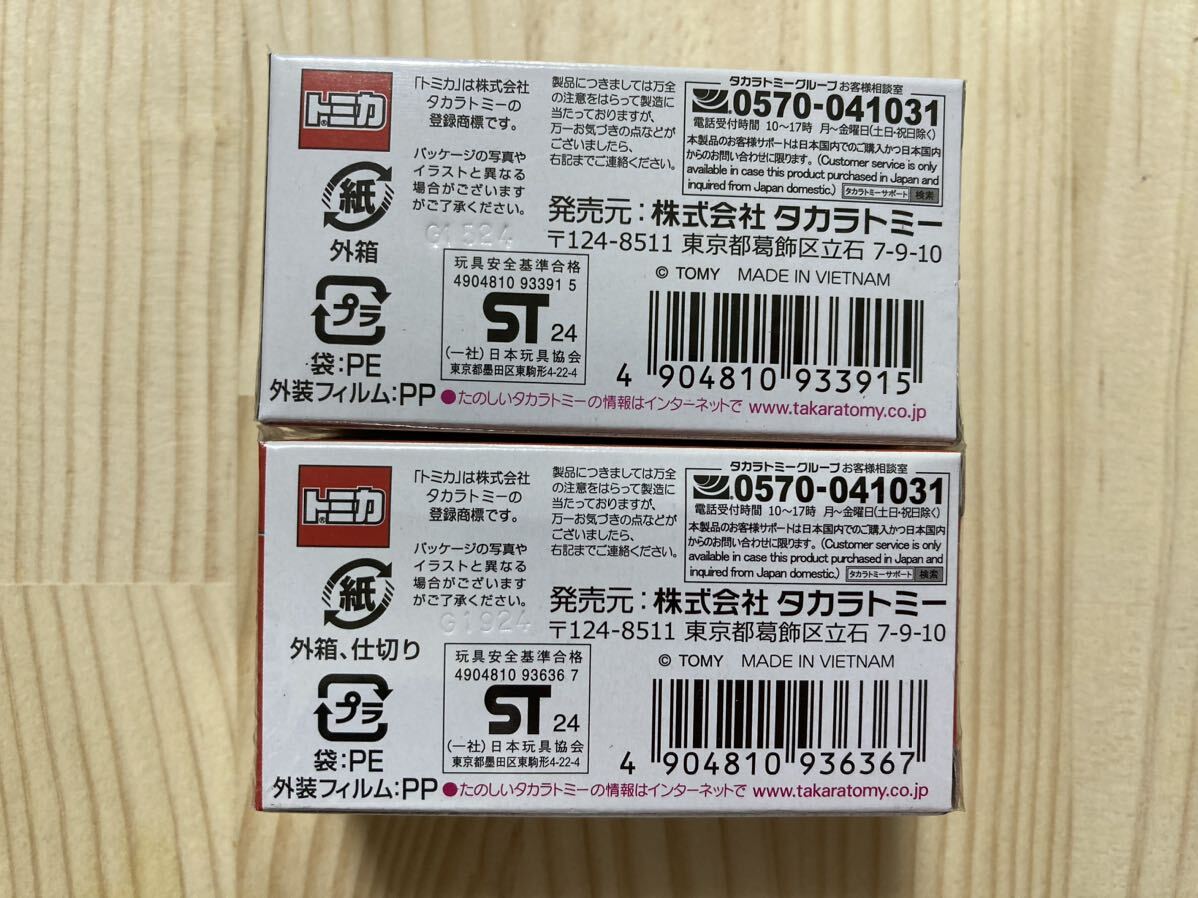 トミカ
®
「トミカ」は株式会社
タカラトミーの
登録商標です。
パッケージの写真や
イラストと異なる
場合がございます
がご了承ください。
G1524
紙
外箱
プラ
袋:PE
外装フィルム:PP
製品につきましては万全
の注意をはらって製造に
当たっておりますが、
万一お気づきの点などが
ございましたら、
右記までご連絡ください。
タカラトミーグループお客様相談室
0570-041031
電話受付時間 10〜17時 月〜金曜日(土日・祝日除く)
本製品のお客様サポートは日本国内でのご購入かつ日本国内
からのお問い合わせに限ります。(Customer service is only
available in case this product purchased in Japan and
inquired from Japan domestic.) タカラトミーサポート 検索
発売元:株式会社 タカラトミー
〒124-8511 東京都葛飾区立石 7-9-10
© TOMY MADE IN VIETNAM
玩具安全基準合格
4904810 93391 5
ST 24
(一社)日本玩具協会
東京都墨田区東駒形4-22-4
4 904810 933915
●たのしいタカラトミーの情報はインターネットで www.takaratomy.co.jp
トミカ
®
「トミカ」は株式会社
タカラトミーの
登録商標です。
パッケージの写真や
イラストと異なる
場合がございます
がご了承ください。
G1924
紙
外箱、仕切り
プラ
袋:PE
外装フィルム:PP
製品につきましては万全
の注意をはらって製造に
当たっておりますが、
万一お気づきの点などが
ございましたら、
右記までご連絡ください。
タカラトミーグループお客様相談室
0570-041031
電話受付時間 10〜17時 月〜金曜日(土日・祝日除く)
本製品のお客様サポートは日本国内でのご購入かつ日本国内
からのお問い合わせに限ります。(Customer service is only
available in case this product purchased in Japan and
inquired from Japan domestic.) タカラトミーサポート 検索
発売元:株式会社 タカラトミー
〒124-8511 東京都葛飾区立石 7-9-10
© TOMY MADE IN VIETNAM
玩具安全基準合格
4904810 93636 7
ST 24
(一社)日本玩具協会
東京都墨田区東駒形4-22-4
4 904810 936367
●たのしいタカラトミーの情報はインターネットで www.takaratomy.co.jp